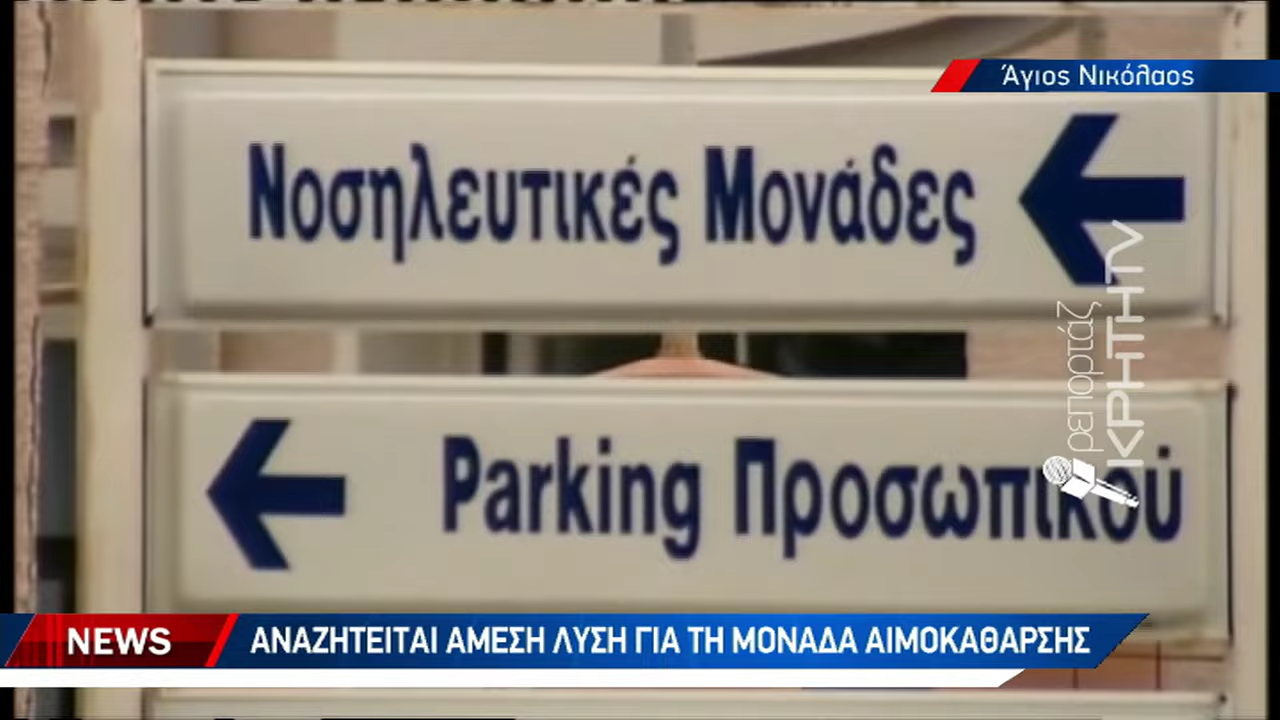 Άγιος Νικόλαος
Νοσηλευτικές Μονάδες
ρεπορτάζ
ΚΡΗΤΗ TV
Parking Προσωπικού
NEWS
ΑΝΑΖΗΤΕΙΤΑΙ ΑΜΕΣΗ ΛΥΣΗ ΓΙΑ ΤΗ ΜΟΝΑΔΑ ΑΙΜΟΚΑΘΑΡΣΗΣ